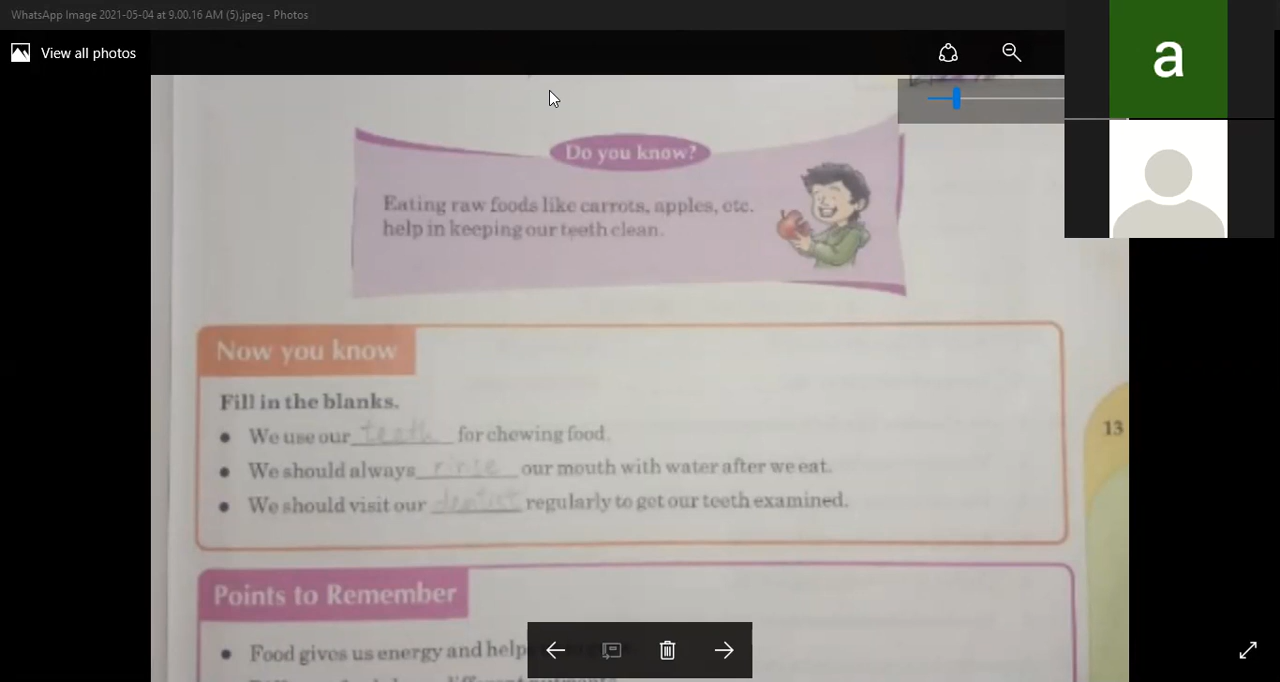 WhatsApp Image 2021-05-04 at 9.00.16 AM (5).jpeg - Photos
View all photos
a
Do you know?
Eating raw foods like carrots, apples, etc.
help in keeping our teeth clean.
Now you know
Fill in the blanks.
• We use our teeth for chewing food.
• We should always rinse our mouth with water after we eat.
• We should visit our dentist regularly to get our teeth examined.
13
Points to Remember
• Food gives us energy and help